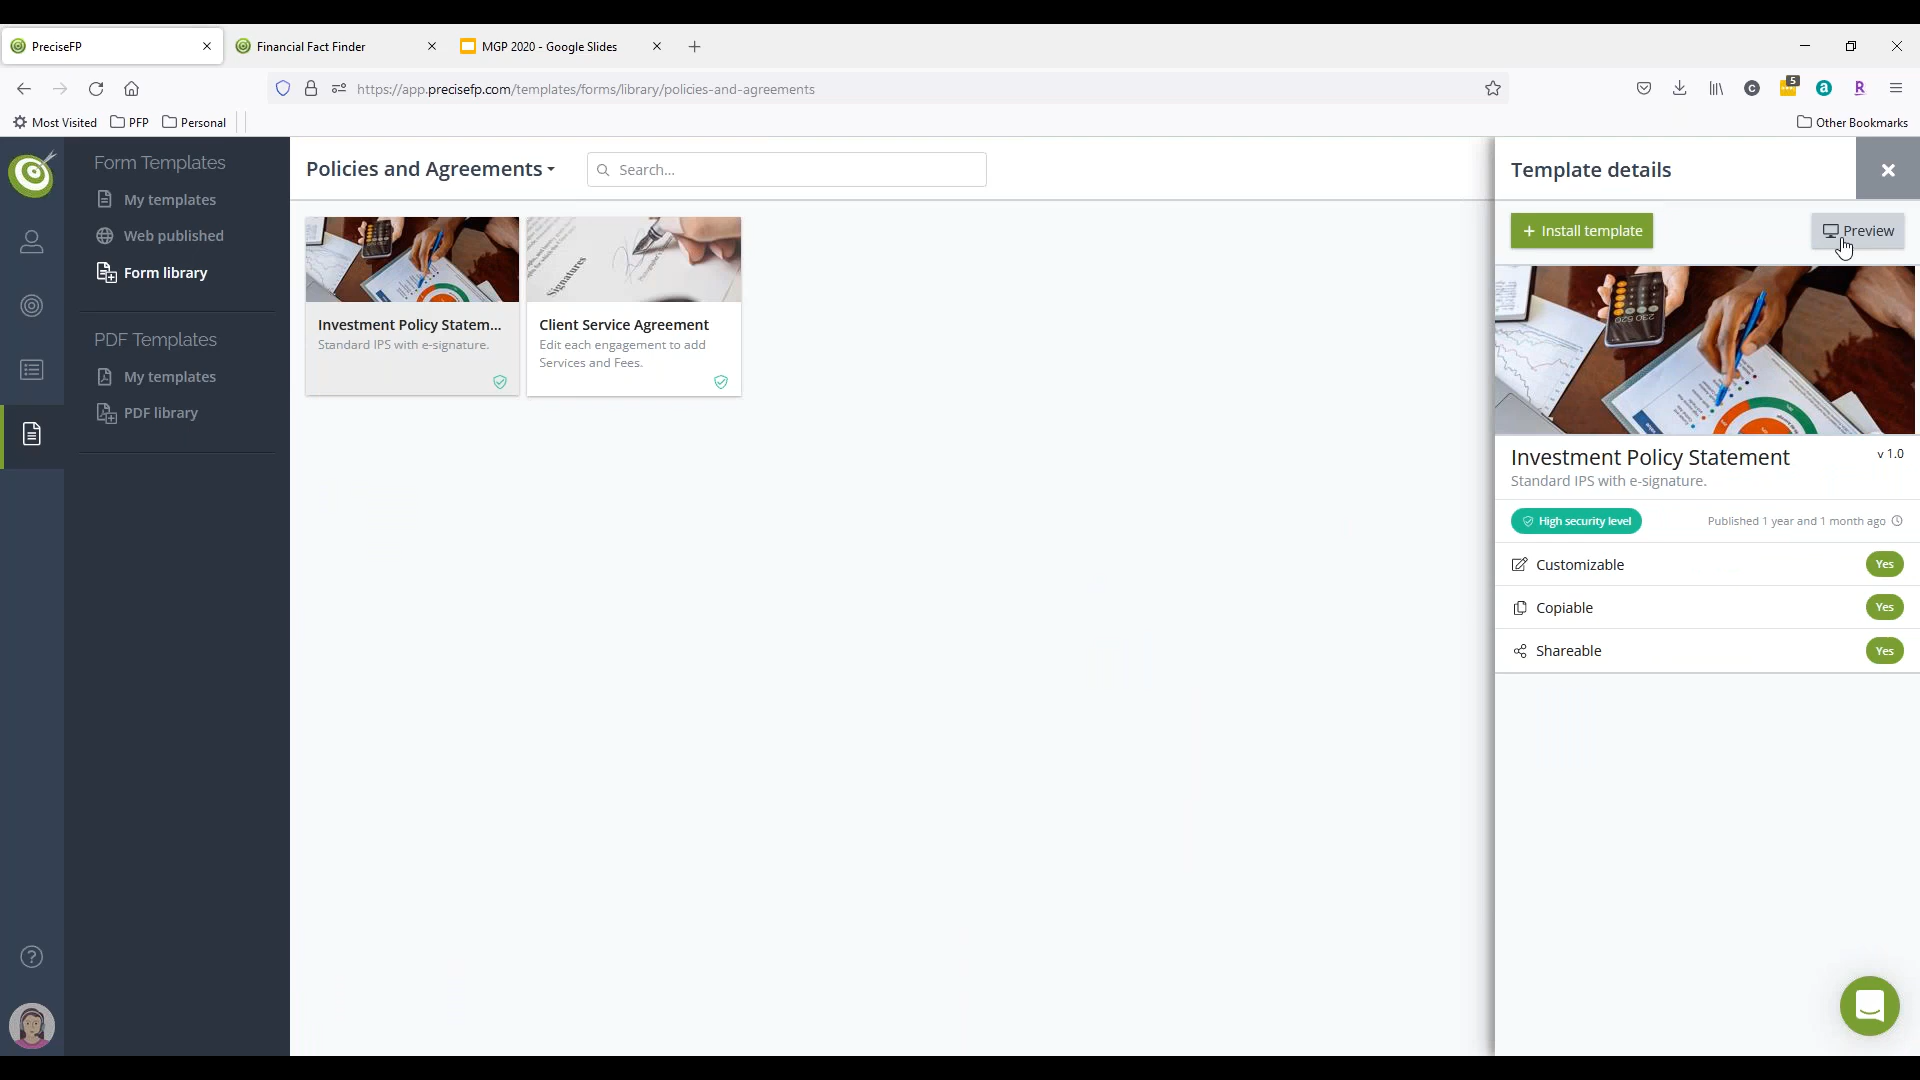 PreciseFP
Financial Fact Finder
MGP 2020 - Google Slides
https://app.precisefp.com/templates/forms/library/policies-and-agreements
5
C
a
R
Most Visited
PFP
Personal
Other Bookmarks
Form Templates
My templates
Web published
Form library
PDF Templates
My templates
PDF library
Policies and Agreements
Search...
Investment Policy Statem...
Standard IPS with e-signature.
Signatures
Client Service Agreement
Edit each engagement to add
Services and Fees.
Template details
+ Install template
Preview
Investment Policy Statement
v 1.0
Standard IPS with e-signature.
High security level
Published 1 year and 1 month ago
Customizable
Yes
Copiable
Yes
Shareable
Yes